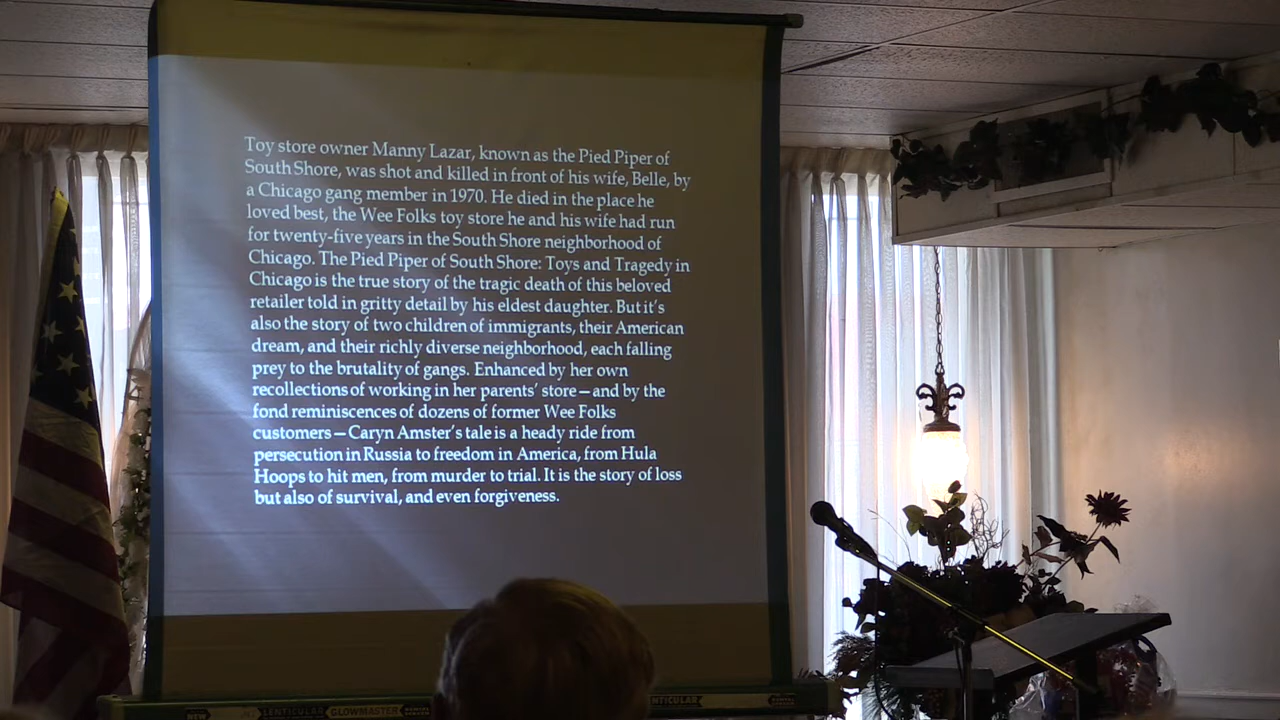 Toy store owner Manny Lazar, known as the Pied Piper of
South Shore, was shot and killed in front of his wife, Belle, by
a Chicago gang member in 1970. He died in the place he
loved best, the Wee Folks toy store he and his wife had run
for twenty-five years in the South Shore neighborhood of
Chicago. The Pied Piper of South Shore: Toys and Tragedy in
Chicago is the true story of the tragic death of this beloved
retailer told in gritty detail by his eldest daughter. But it's
also the story of two children of immigrants, their American
dream, and their richly diverse neighborhood, each falling
prey to the brutality of gangs. Enhanced by her own
recollections of working in her parents' store—and by the
fond reminiscences of dozens of former Wee Folks
customers—Caryn Amster's tale is a heady ride from
persecution in Russia to freedom in America, from Hula
Hoops to hit men, from murder to trial. It is the story of loss
but also of survival, and even forgiveness.
LENTICULAR GLOWMASTER NTICULAR